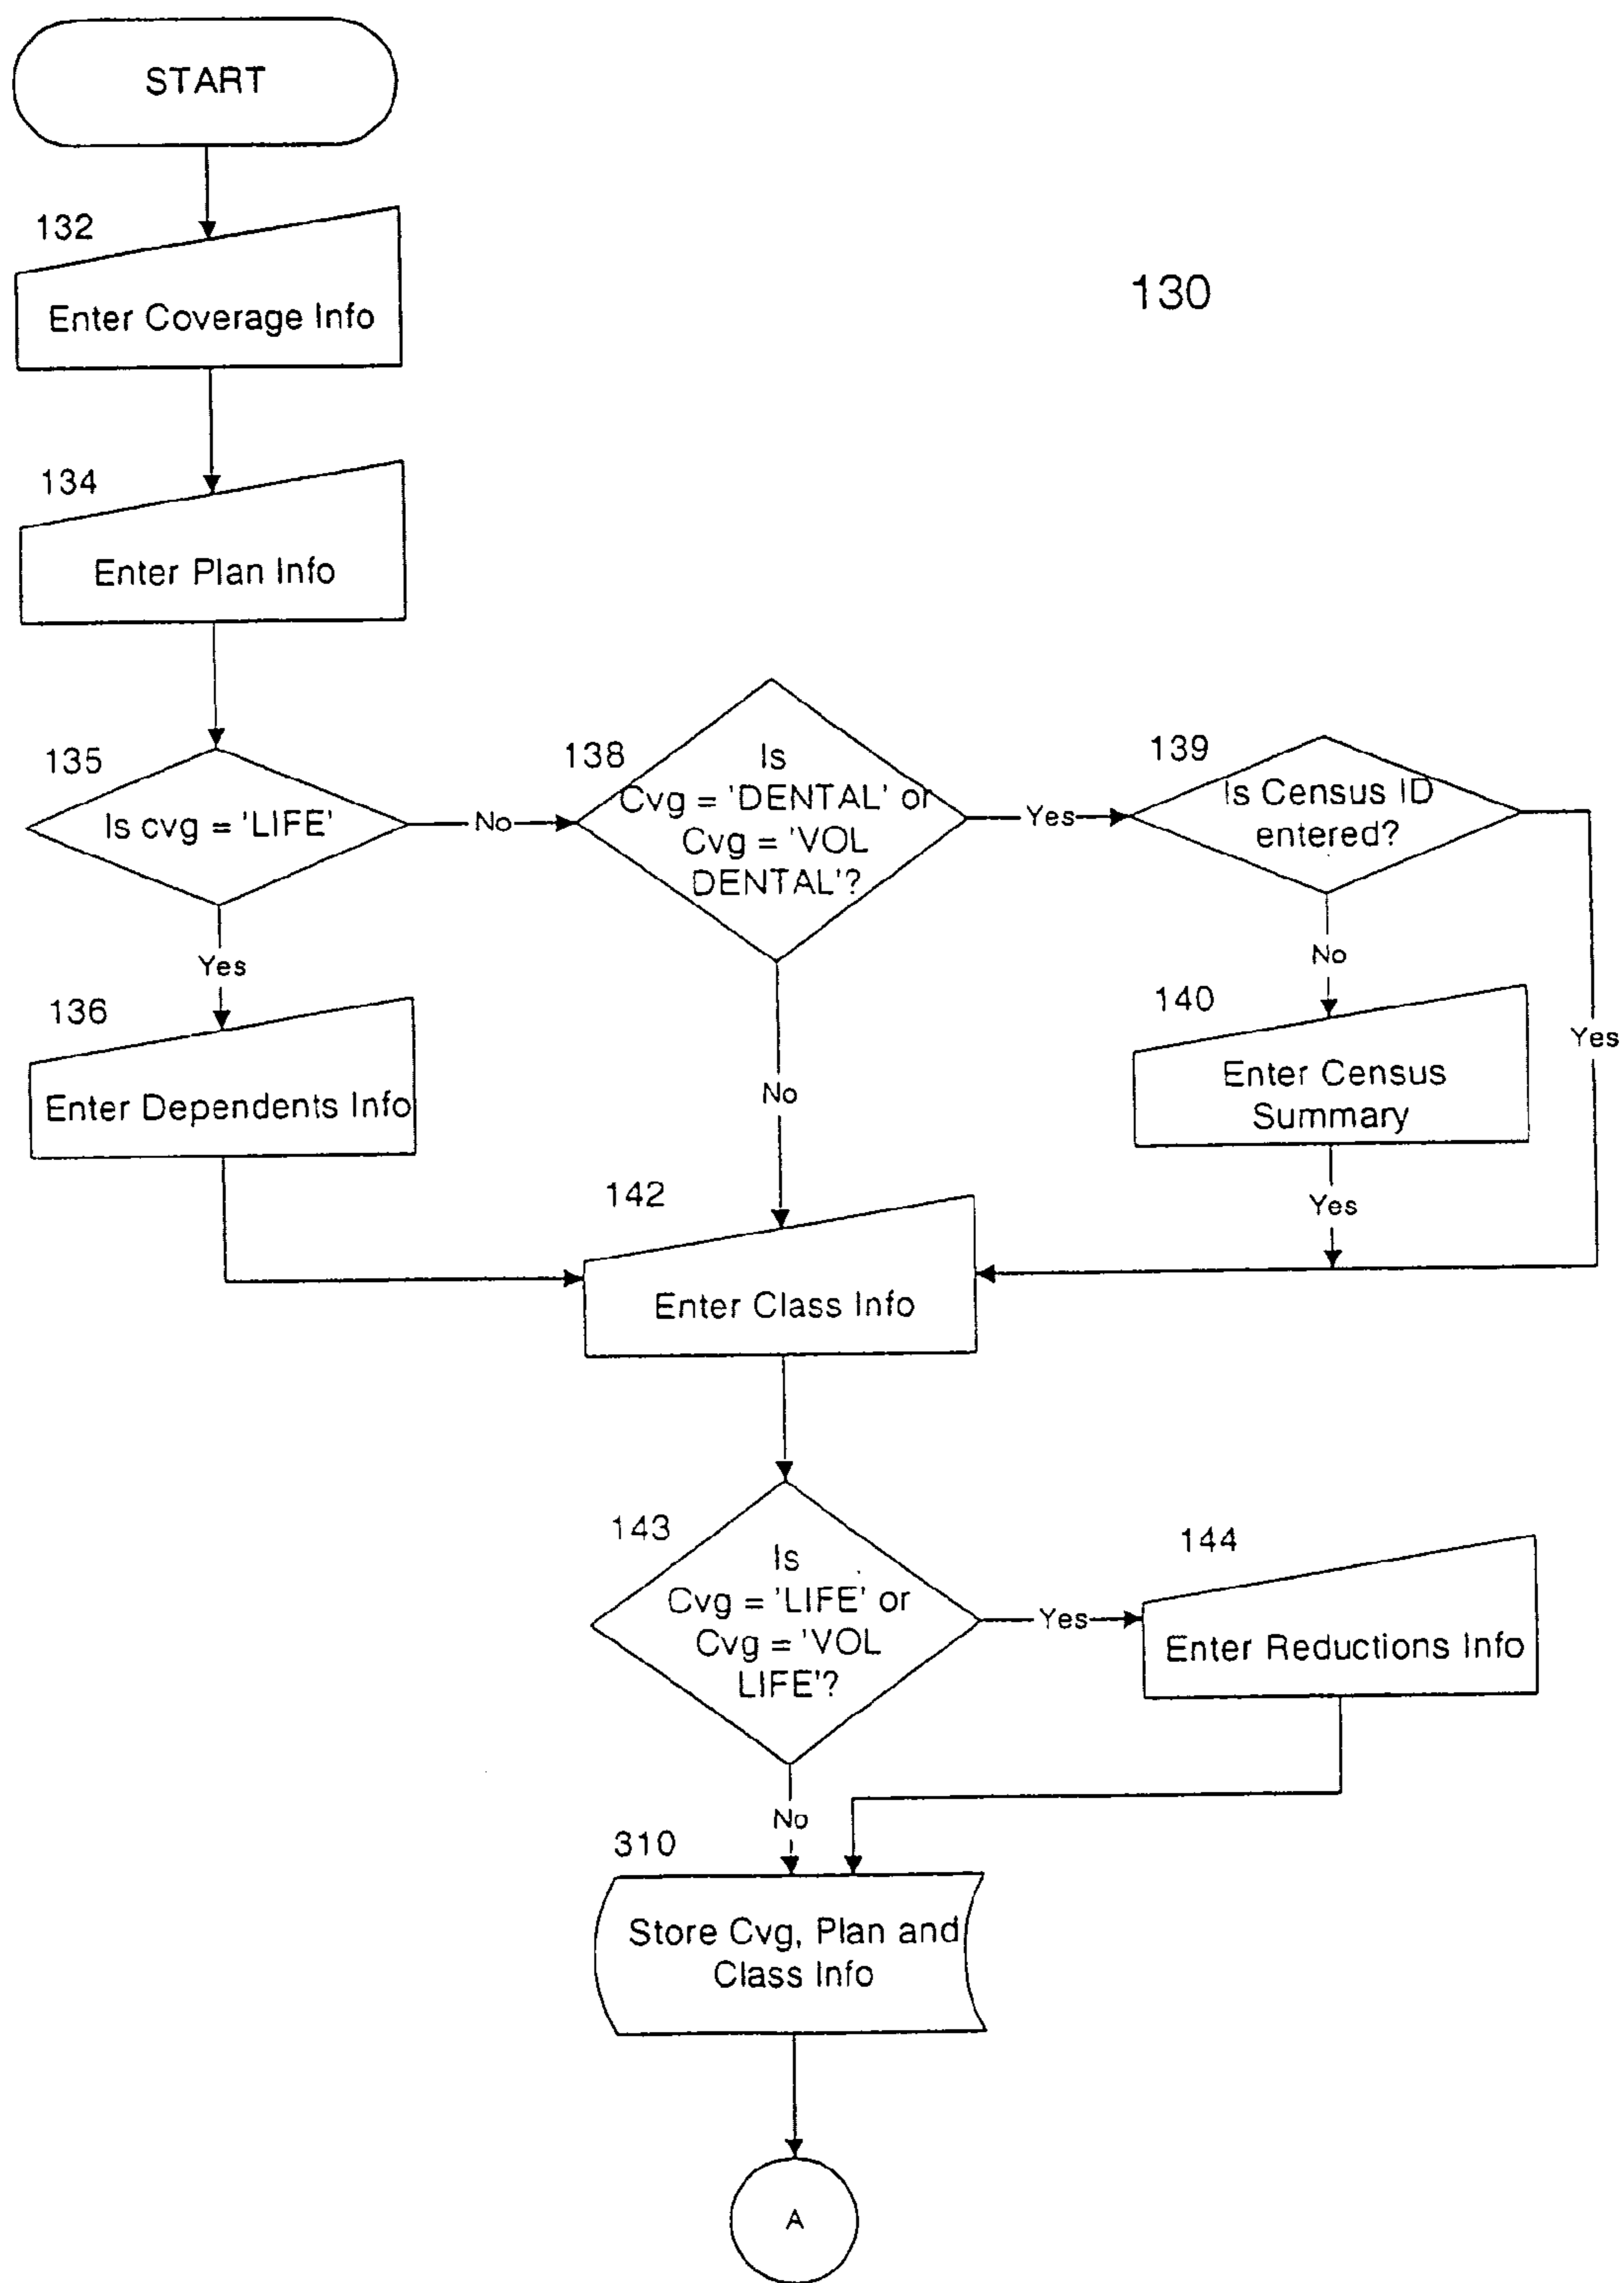 START
132
Enter Coverage Info
130
134
Enter Plan Info
135
Is cvg = 'LIFE'
No
138
Is
Cvg = 'DENTAL' or
Cvg = 'VOL
DENTAL'?
Yes
139
Is Census ID
entered?
Yes
No
Yes
136
Enter Dependents Info
No
140
Enter Census
Summary
Yes
142
Enter Class Info
143
Is
Cvg = 'LIFE' or
Cvg = 'VOL
LIFE'?
Yes
144
Enter Reductions Info
No
310
Store Cvg, Plan and
Class Info
A